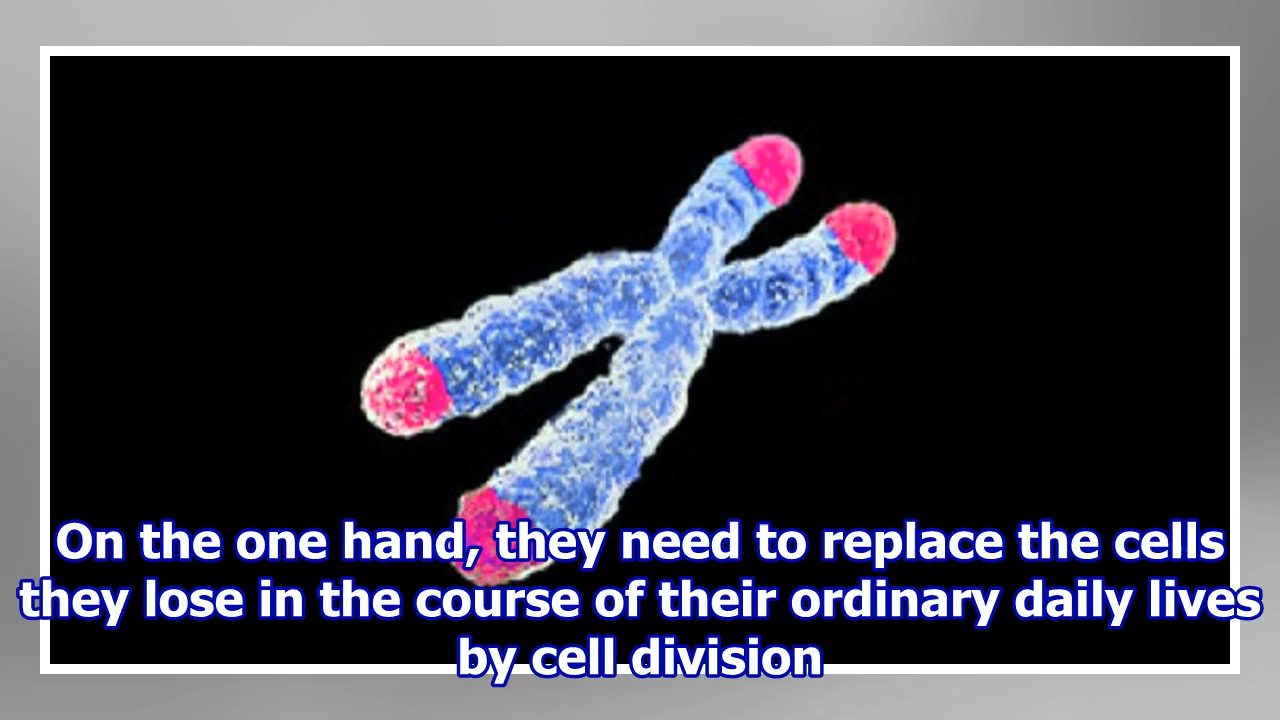 On the one hand, they need to replace the cells
they lose in the course of their ordinary daily lives
by cell division